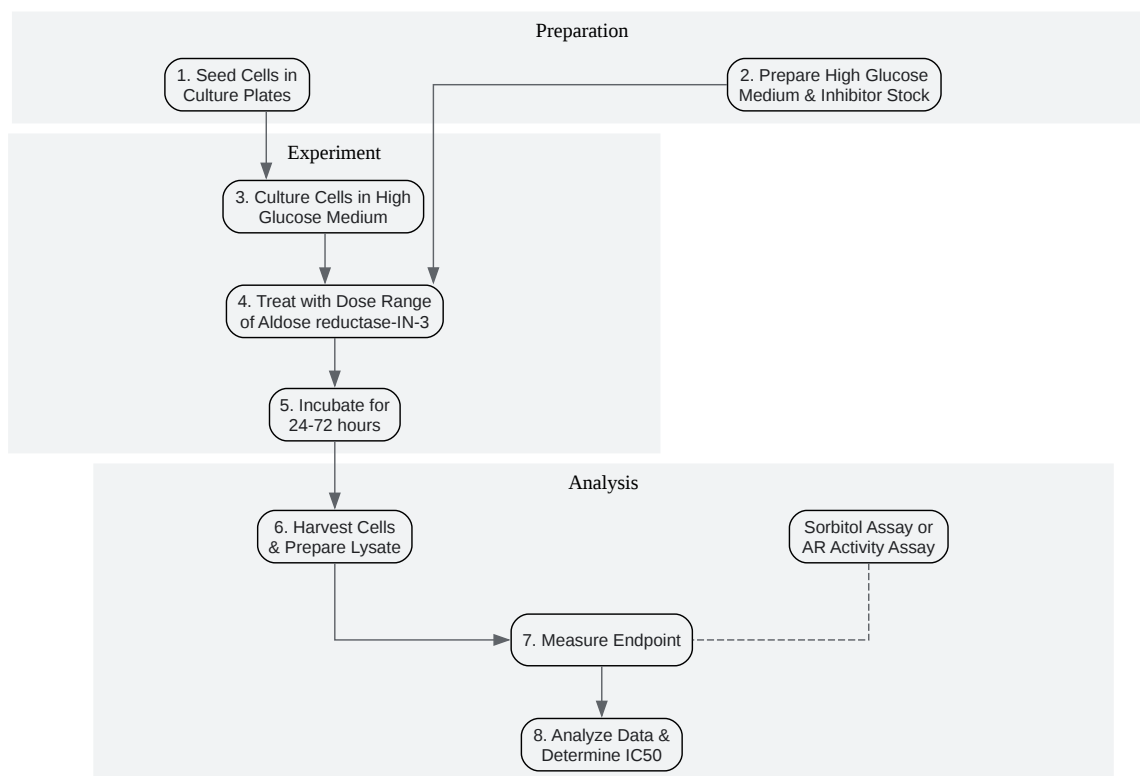 Preparation
1. Seed Cells in
Culture Plates
2. Prepare High Glucose
Medium & Inhibitor Stock
Experiment
3. Culture Cells in High
Glucose Medium
4. Treat with Dose Range
of Aldose reductase-IN-3
5. Incubate for
24-72 hours
Analysis
6. Harvest Cells
& Prepare Lysate
Sorbitol Assay or
AR Activity Assay
7. Measure Endpoint
8. Analyze Data &
Determine IC50